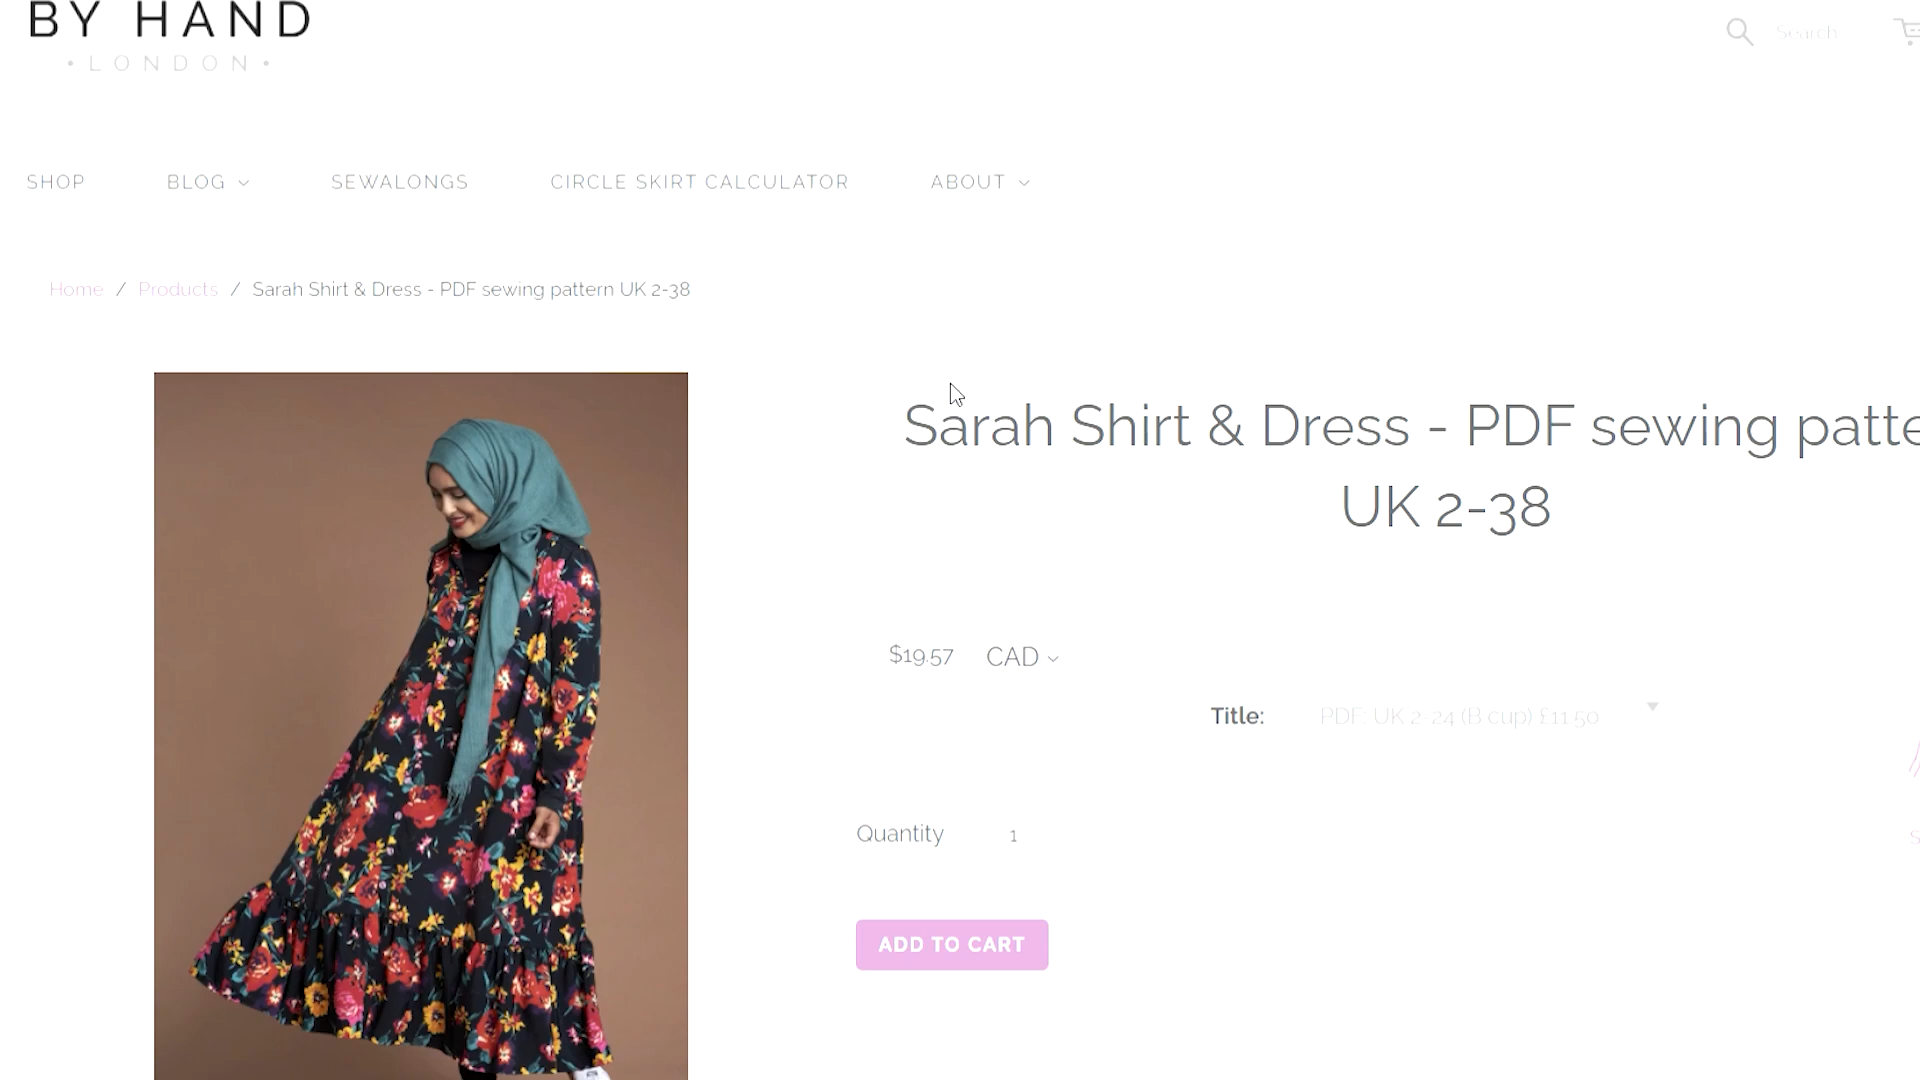 BY HAND
• LONDON •
Search
SHOP
BLOG
SEWALONGS
CIRCLE SKIRT CALCULATOR
ABOUT
Home / Products / Sarah Shirt & Dress - PDF sewing pattern UK 2-38
Sarah Shirt & Dress - PDF sewing patte
UK 2-38
$19.57 CAD
Title: PDF: UK 2-24 (B cup) £11.50
Quantity 1
ADD TO CART